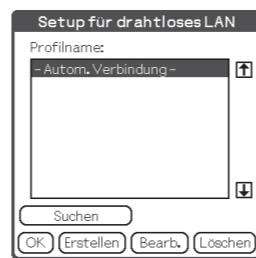 Setup für drahtloses LAN
Profilname:
- Autom. Verbindung -
Suchen
OK Erstellen Bearb. Löschen